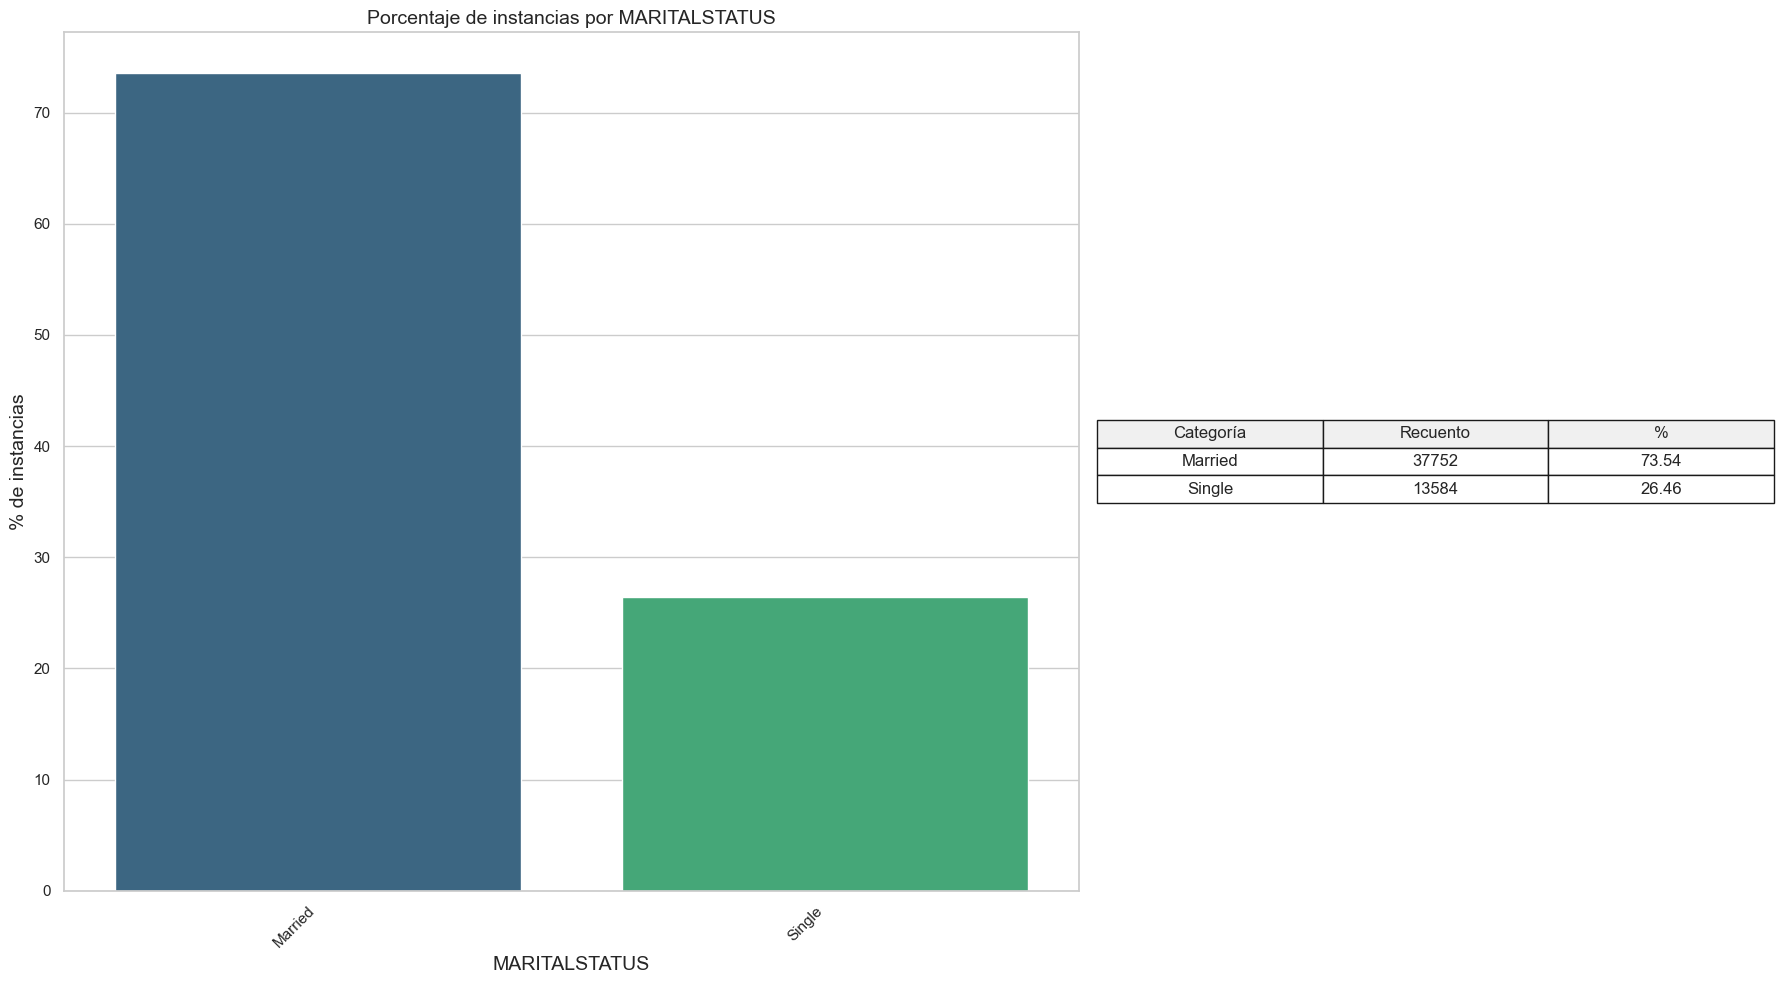 Porcentaje de instancias por MARITALSTATUS
% de instancias
70
60
50
40
30
20
10
0
Married
Single
MARITALSTATUS
Categoría Recuento %
Married 37752 73.54
Single 13584 26.46